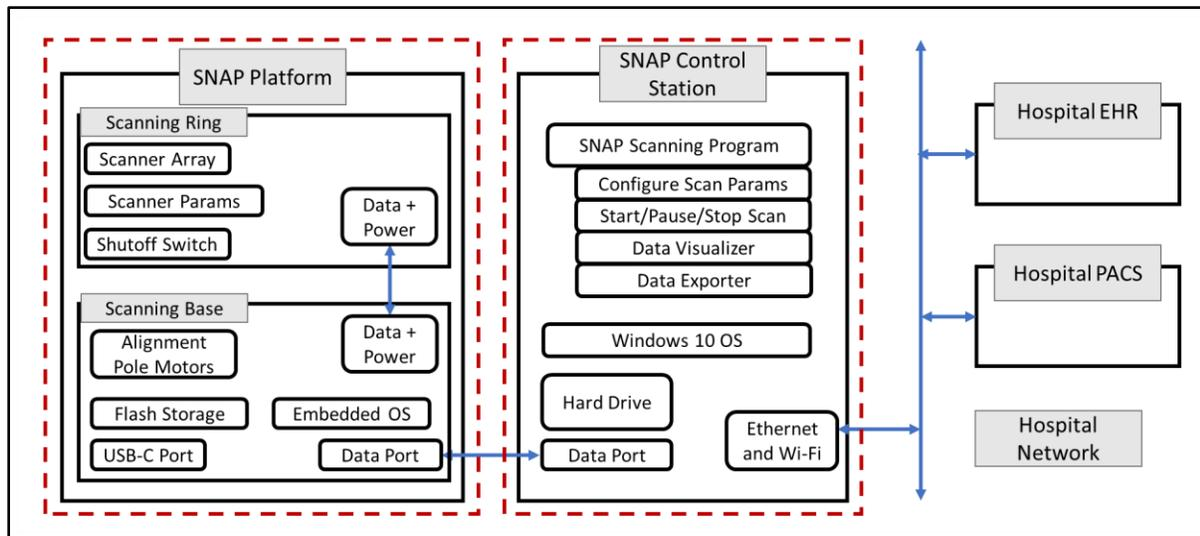 SNAP Platform
Scanning Ring
Scanner Array
Scanner Params
Shutoff Switch
Data +
Power
Scanning Base
Alignment
Pole Motors
Data +
Power
Flash Storage
Embedded OS
USB-C Port
Data Port
SNAP Control
Station
SNAP Scanning Program
Configure Scan Params
Start/Pause/Stop Scan
Data Visualizer
Data Exporter
Windows 10 OS
Hard Drive
Data Port
Ethernet
and Wi-Fi
Hospital EHR
Hospital PACS
Hospital
Network